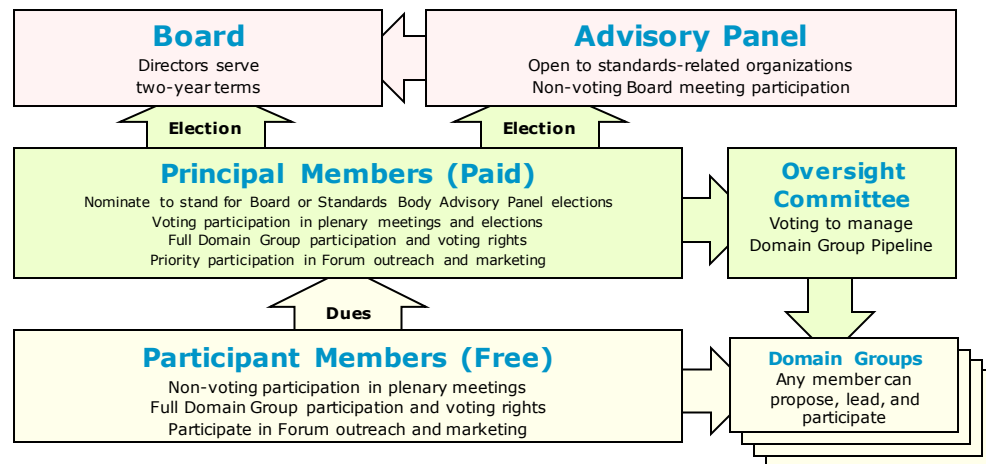 Board
Directors serve
two-year terms
Advisory Panel
Open to standards-related organizations
Non-voting Board meeting participation
Election
Election
Principal Members (Paid)
Nominate to stand for Board or Standards Body Advisory Panel elections
Voting participation in plenary meetings and elections
Full Domain Group participation and voting rights
Priority participation in Forum outreach and marketing
Oversight
Committee
Voting to manage
Domain Group Pipeline
Dues
Participant Members (Free)
Non-voting participation in plenary meetings
Full Domain Group participation and voting rights
Participate in Forum outreach and marketing
Domain Groups
Any member can
propose, lead, and
participate